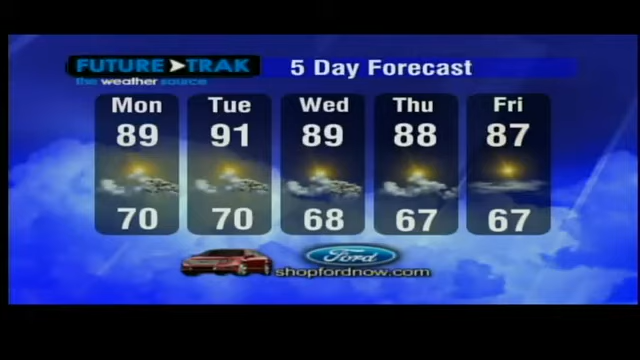 FUTURE TRAK
the weather source
5 Day Forecast
Mon Tue Wed Thu Fri
89 91 89 88 87
70 70 68 67 67
Ford
shopfordnow.com